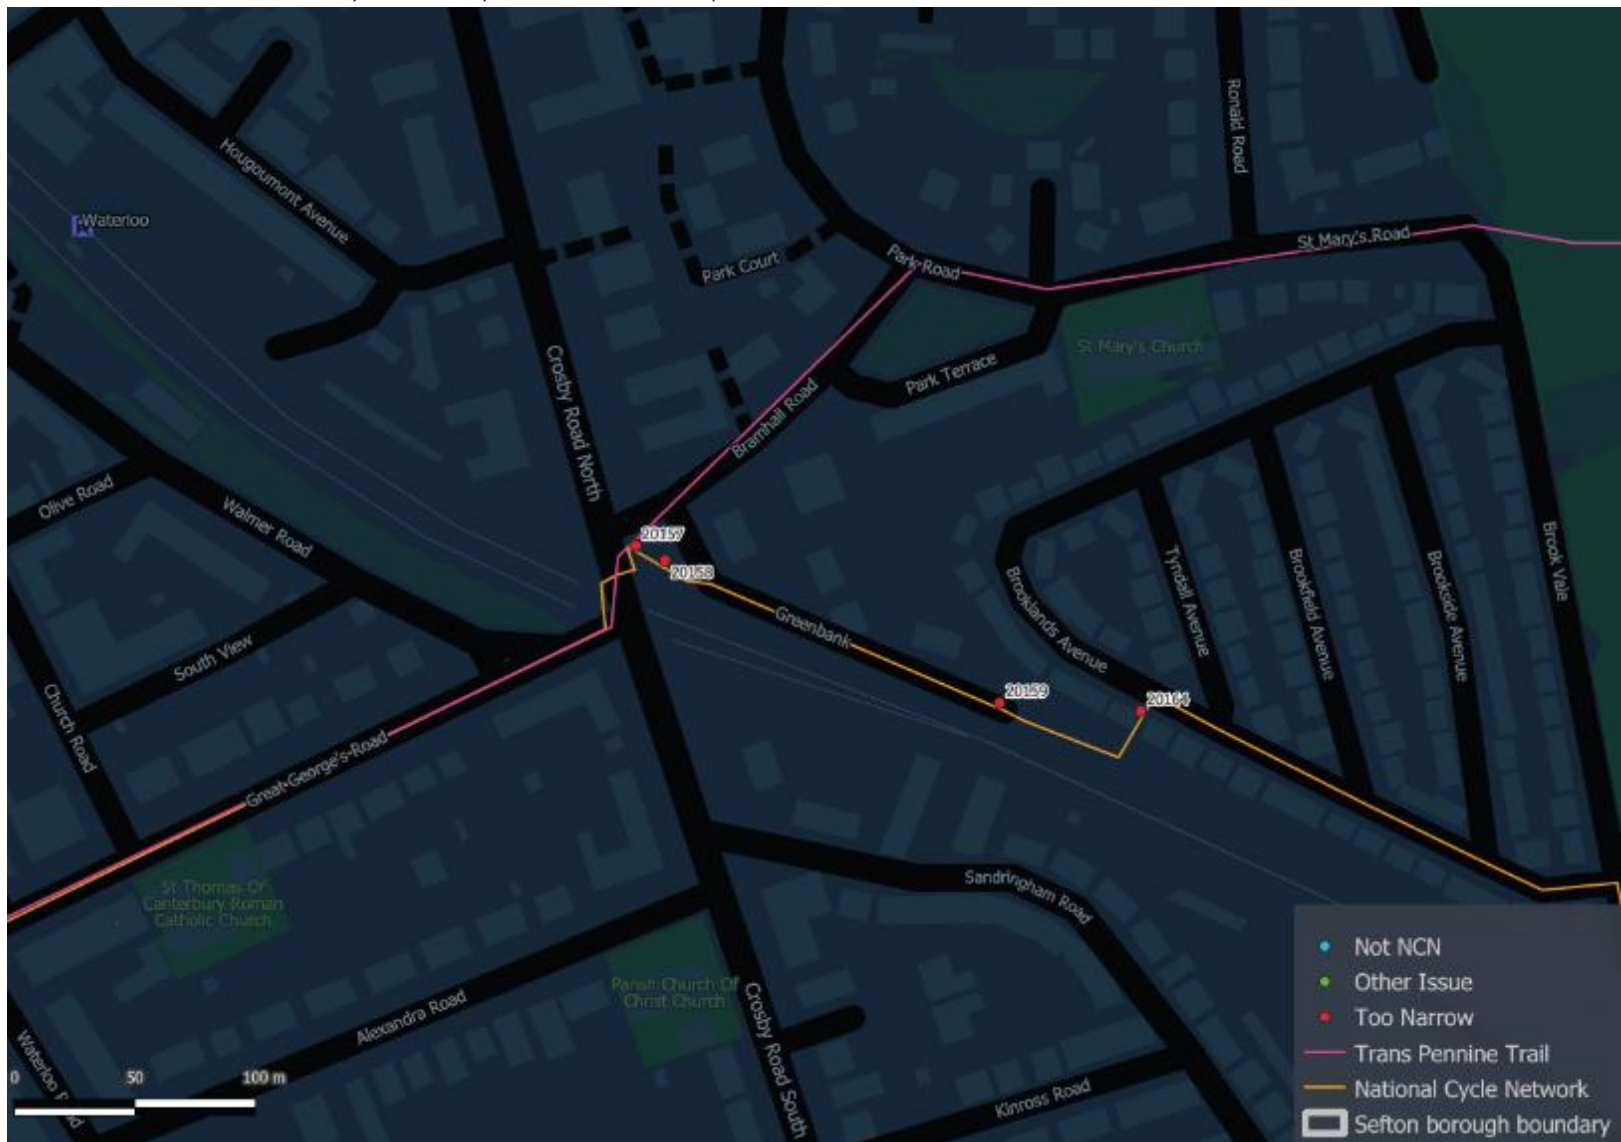 Ronald Road
Hougoumont Avenue
Waterloo
St Mary's Road
Park Road
Park Court
St Mary's Church
Park Terrace
Crosby Road North
Bramhall Road
Olive Road
Walmer Road
20157
20158
Brook Vale
Tyndall Avenue
Brookfield Avenue
Brookside Avenue
Brooklands Avenue
Greenbank
South View
20159
20164
Church Road
Great George's Road
Sandringham Road
St Thomas Of
Canterbury Roman
Catholic Church
Parish Church Of
Christ Church
Alexandra Road
Crosby Road South
Waterloo Road
Kinross Road
0 50 100 m
Not NCN
Other Issue
Too Narrow
Trans Pennine Trail
National Cycle Network
Sefton borough boundary